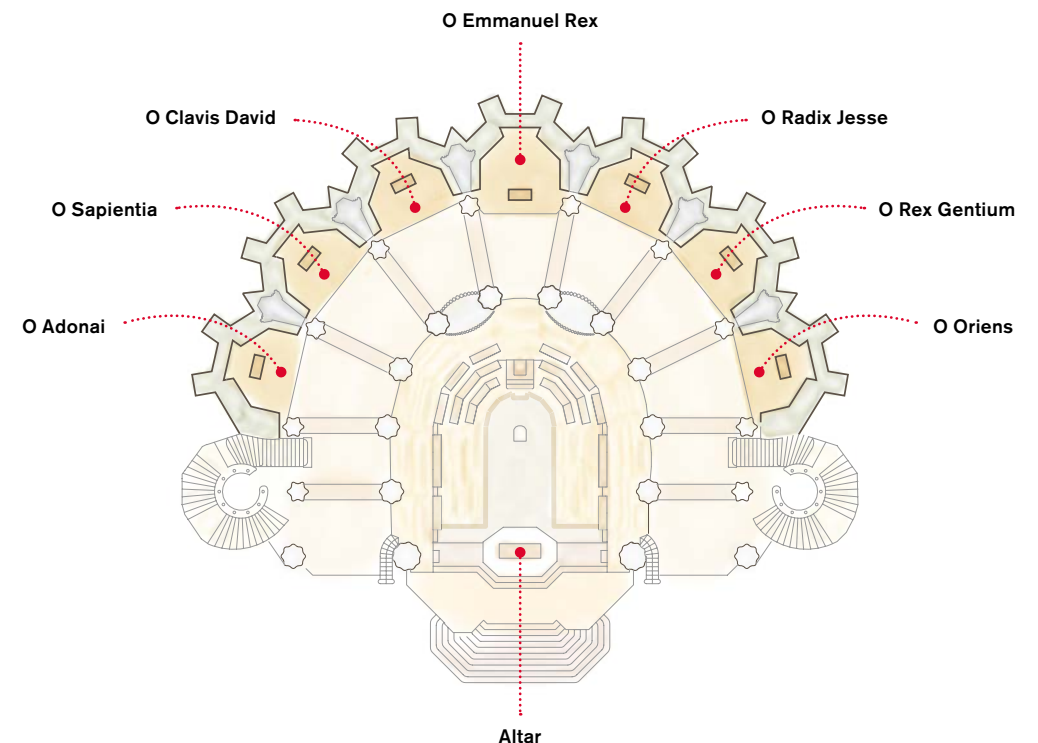 O Emmanuel Rex
O Clavis David
O Radix Jesse
O Sapientia
O Rex Gentium
O Adonai
O Oriens
Altar